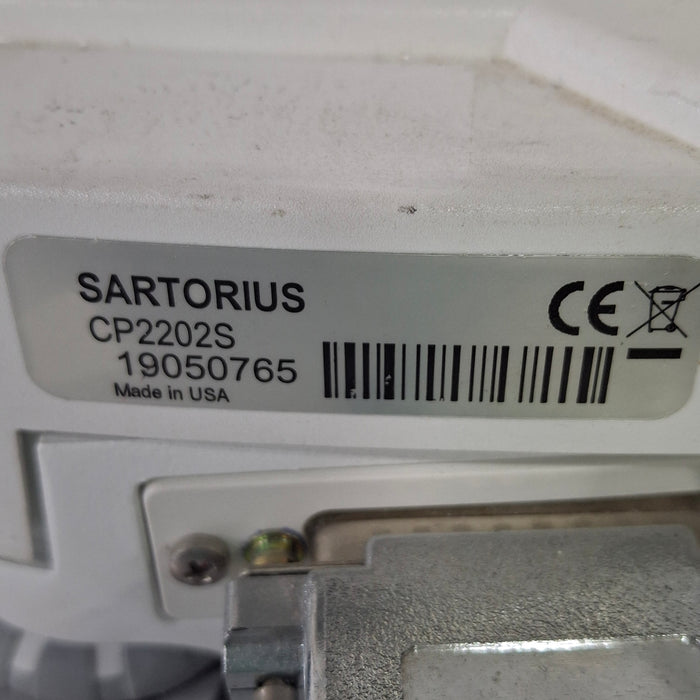 SARTORIUS
CP2202S
19050765
Made in USA
CE